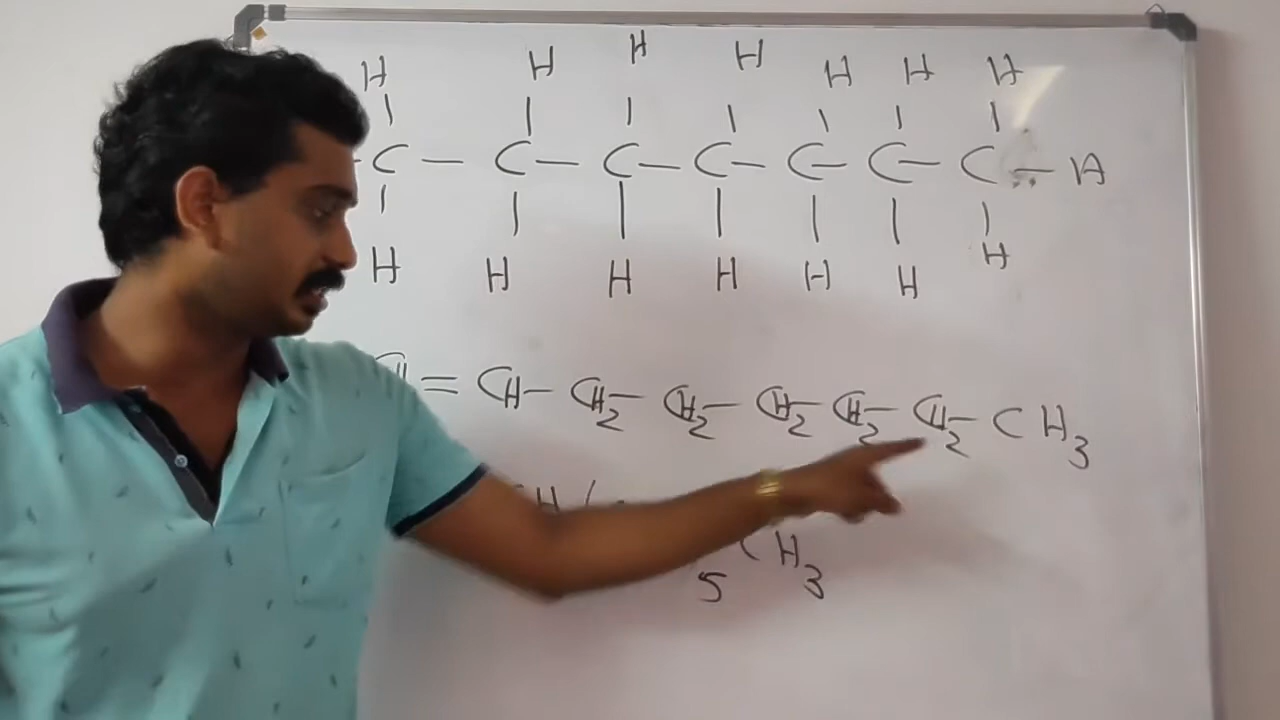 H H H H H H H
- C - C - C - C - C - C - C - H
H H H H H H H
= CH - CH2 - CH2 - CH2 - CH2 - CH2 - CH3
H(
5 CH3